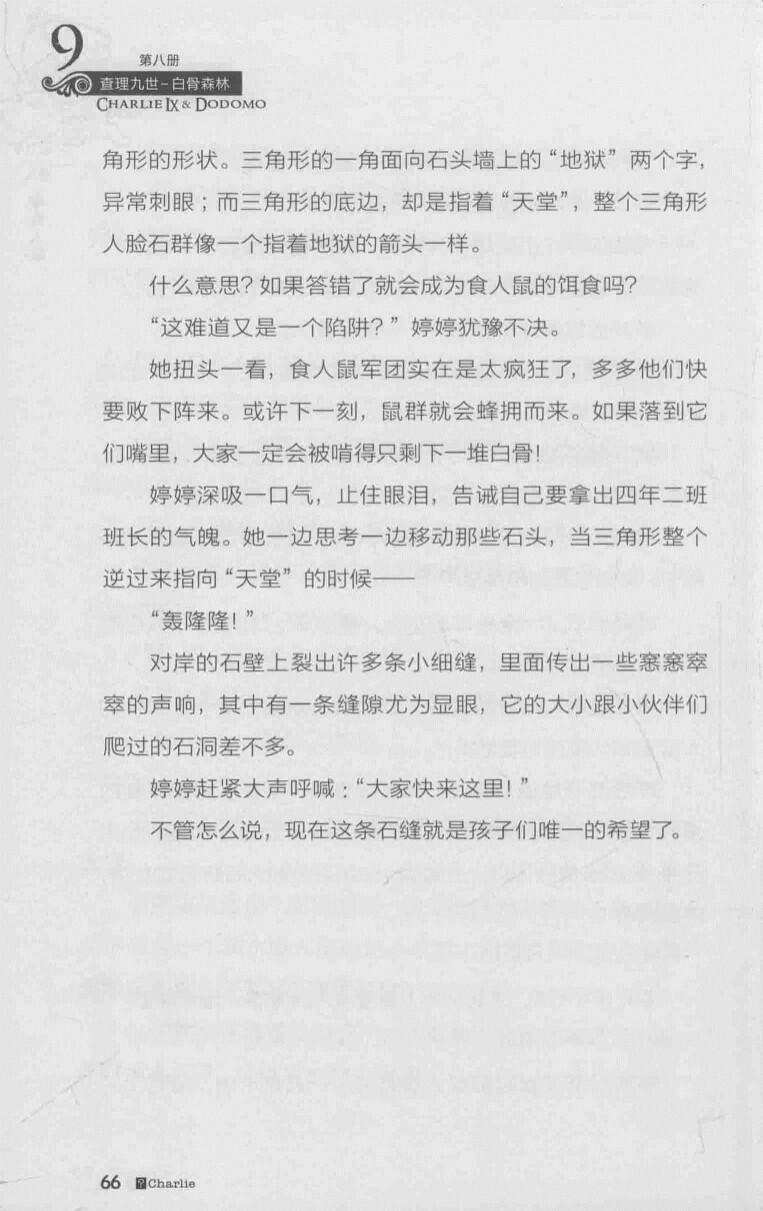 9
第八册
查理九世-白骨森林
CHARLIE IX & DODOMO
角形的形状。三角形的一角面向石头墙上的“地狱”两个字，
异常刺眼；而三角形的底边，却是指着“天堂”，整个三角形
人脸石群像一个指着地狱的箭头一样。
什么意思？如果答错了就会成为食人鼠的饵食吗？
“这难道又是一个陷阱？”婷婷犹豫不决。
她扭头一看，食人鼠军团实在是太疯狂了，多多他们快
要败下阵来。或许下一刻，鼠群就会蜂拥而来。如果落到它
们嘴里，大家一定会被啃得只剩下一堆白骨！
婷婷深吸一口气，止住眼泪，告诫自己要拿出四年二班
班长的气魄。她一边思考一边移动那些石头，当三角形整个
逆过来指向“天堂”的时候——
“轰隆隆！”
对岸的石壁上裂出许多条小细缝，里面传出一些窸窸窣
窣的声响，其中有一条缝隙尤为显眼，它的大小跟小伙伴们
爬过的石洞差不多。
婷婷赶紧大声呼喊：“大家快来这里！”
不管怎么说，现在这条石缝就是孩子们唯一的希望了。
66 ?Charlie